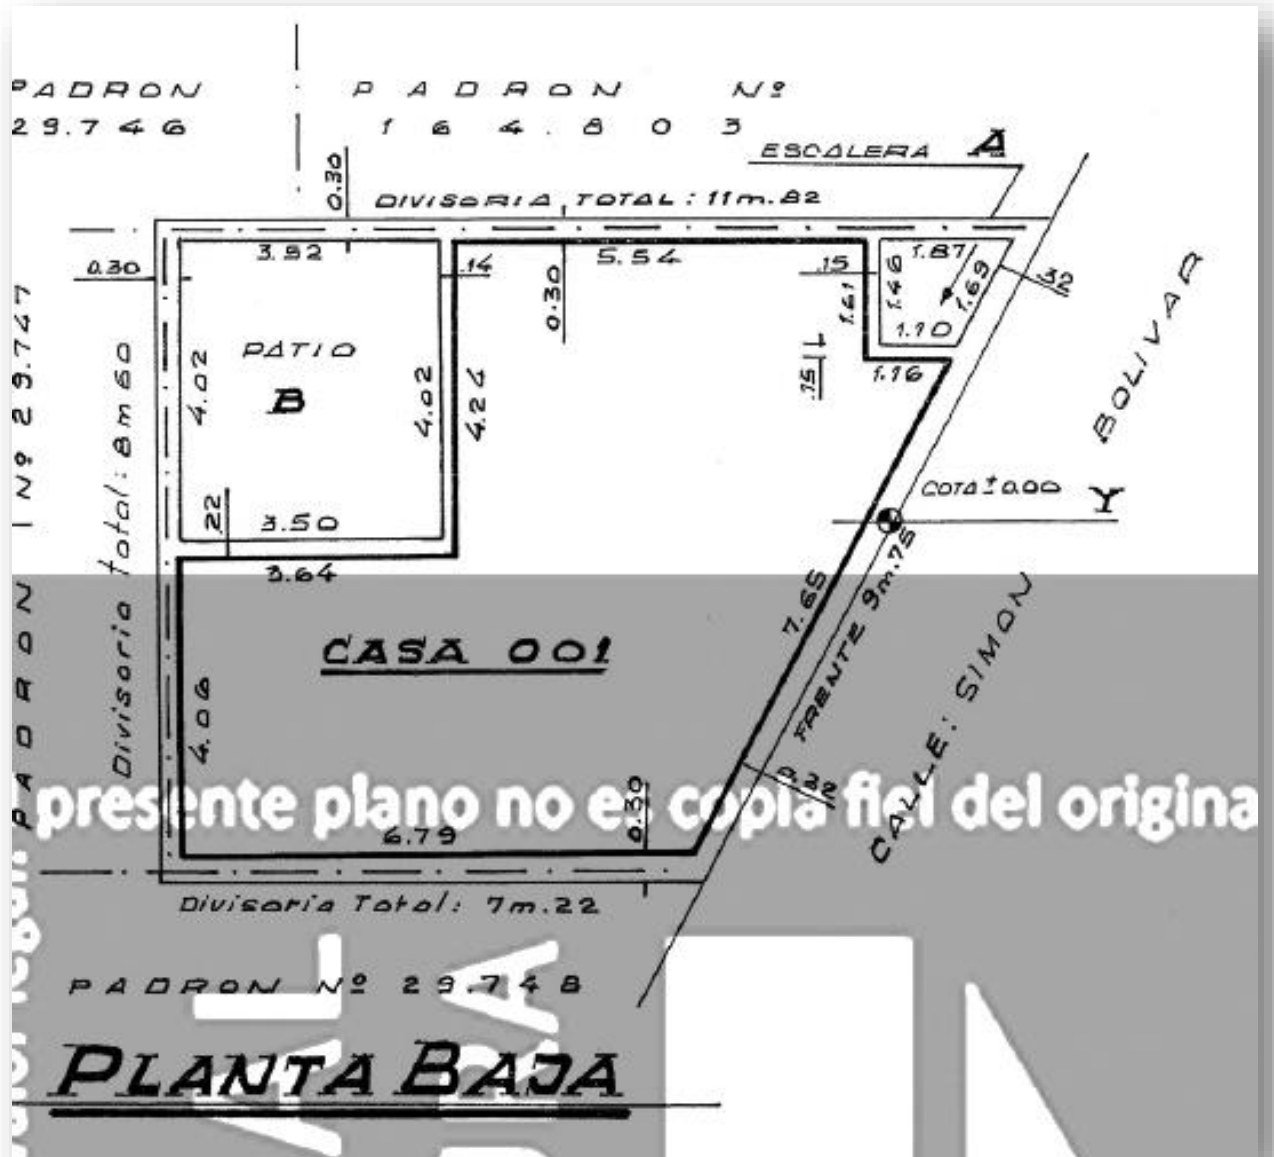 PADRON
29.746
PADRON Nº
164.803
ESCALERA A
0.30
DIVISORIA TOTAL: 11m.82
0.30
3.92
.14
5.54
0.30
.15
1.87
1.46
1.69
.32
1.61
1.10
.15
1.16
PADRON Nº 29.747
Divisoria total: 8m60
4.02
PATIO
B
4.02
4.24
BOLIVAR
COTA ± 0.00 Y
.22
3.50
3.64
7.65
FRENTE 9m.75
CALLE: SIMON
CASA 001
4.06
0.32
presente plano no es copia fiel del origina
6.79
0.30
Divisoria Total: 7m.22
PADRON Nº 29.748
PLANTA BAJA